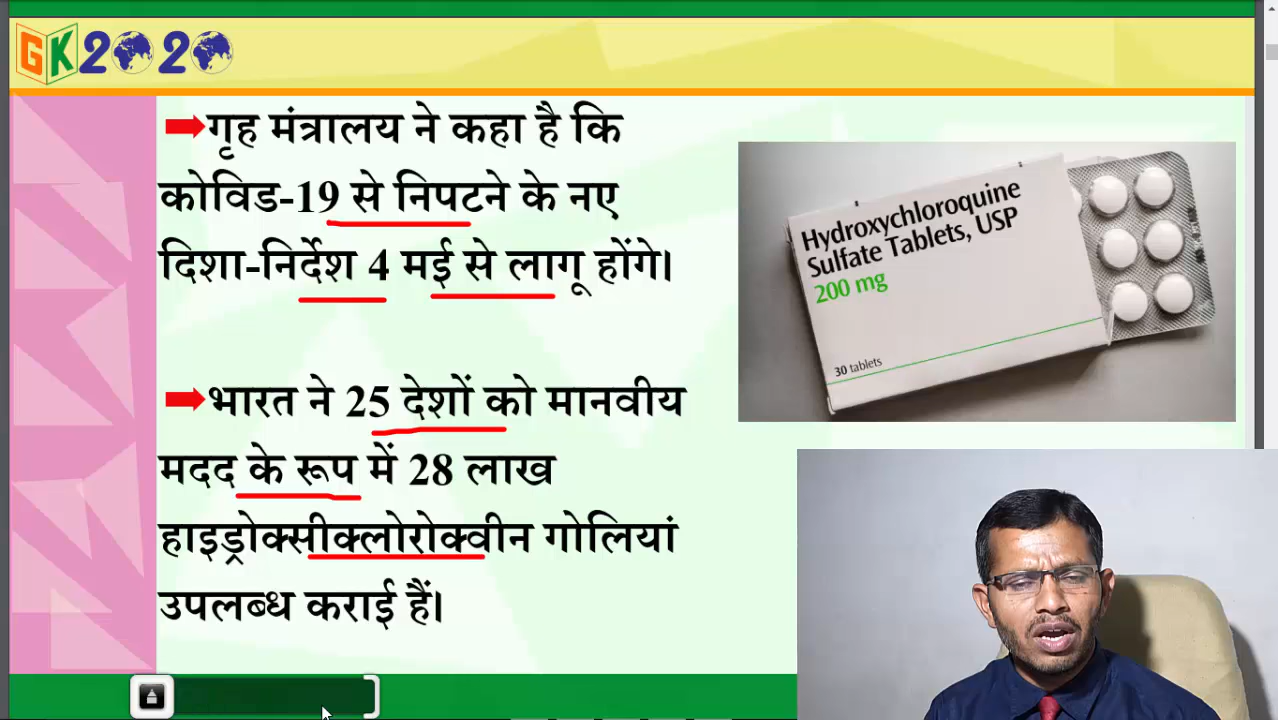 GK2020
गृह मंत्रालय ने कहा है कि
कोविड-19 से निपटने के नए
दिशा-निर्देश 4 मई से लागू होंगे।
भारत ने 25 देशों को मानवीय
मदद के रूप में 28 लाख
हाइड्रोक्सीक्लोरोक्वीन गोलियां
उपलब्ध कराई हैं।
Hydroxychloroquine
Sulfate Tablets, USP
200 mg
30 tablets